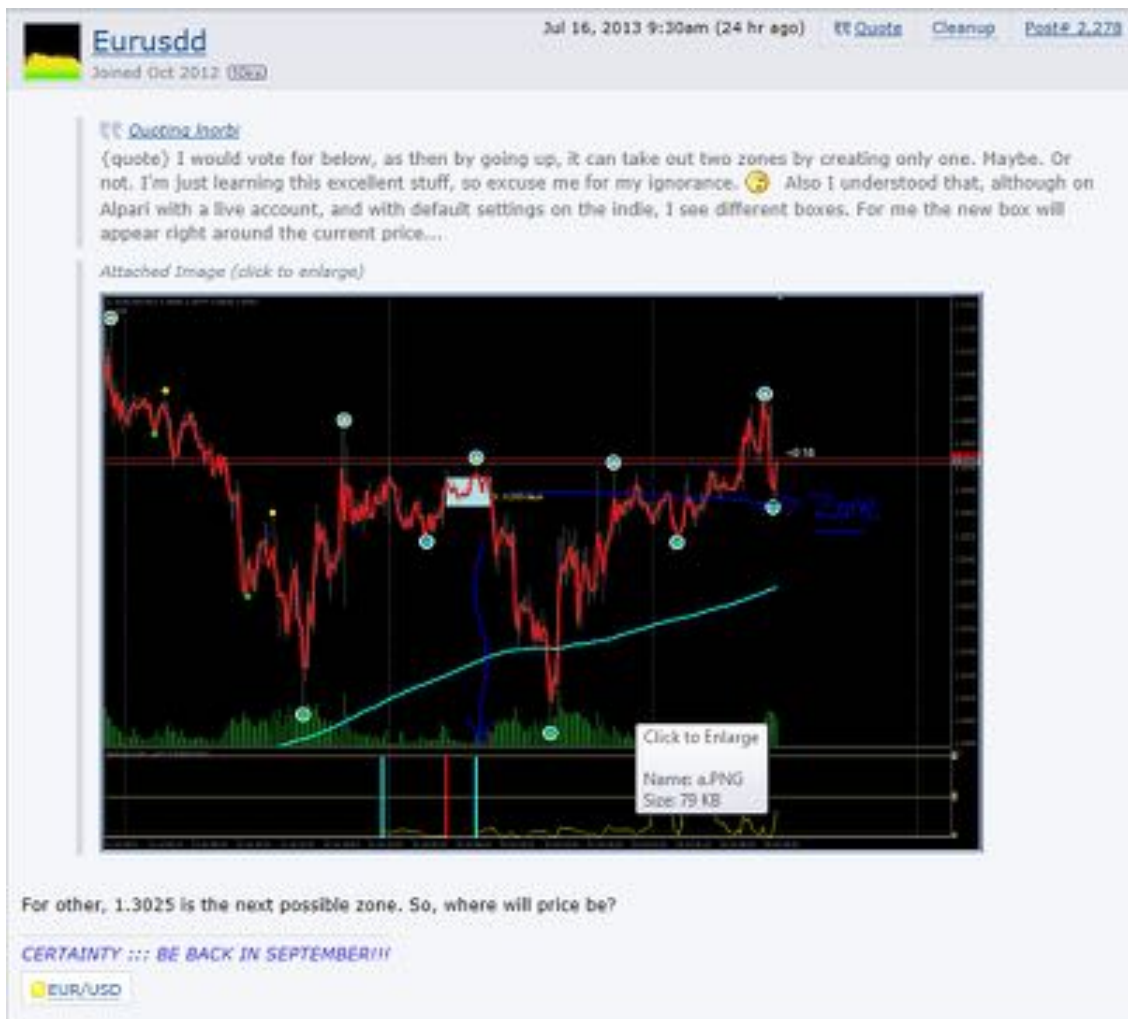 Eurusdd
Jul 16, 2013 9:30am (24 hr ago)
Quote
Cleanup
Post# 2,278
Joined Oct 2012
Quoting Inorbi
{quote} I would vote for below, as then by going up, it can take out two zones by creating only one. Maybe. Or
not. I'm just learning this excellent stuff, so excuse me for my ignorance. Also I understood that, although on
Alpari with a live account, and with default settings on the indie, I see different boxes. For me the new box will
appear right around the current price...
Attached Image (click to enlarge)
Zone
Click to Enlarge
Name: a.PNG
Size: 79 KB
For other, 1.3025 is the next possible zone. So, where will price be?
CERTAINTY ::: BE BACK IN SEPTEMBER!!!
EUR/USD